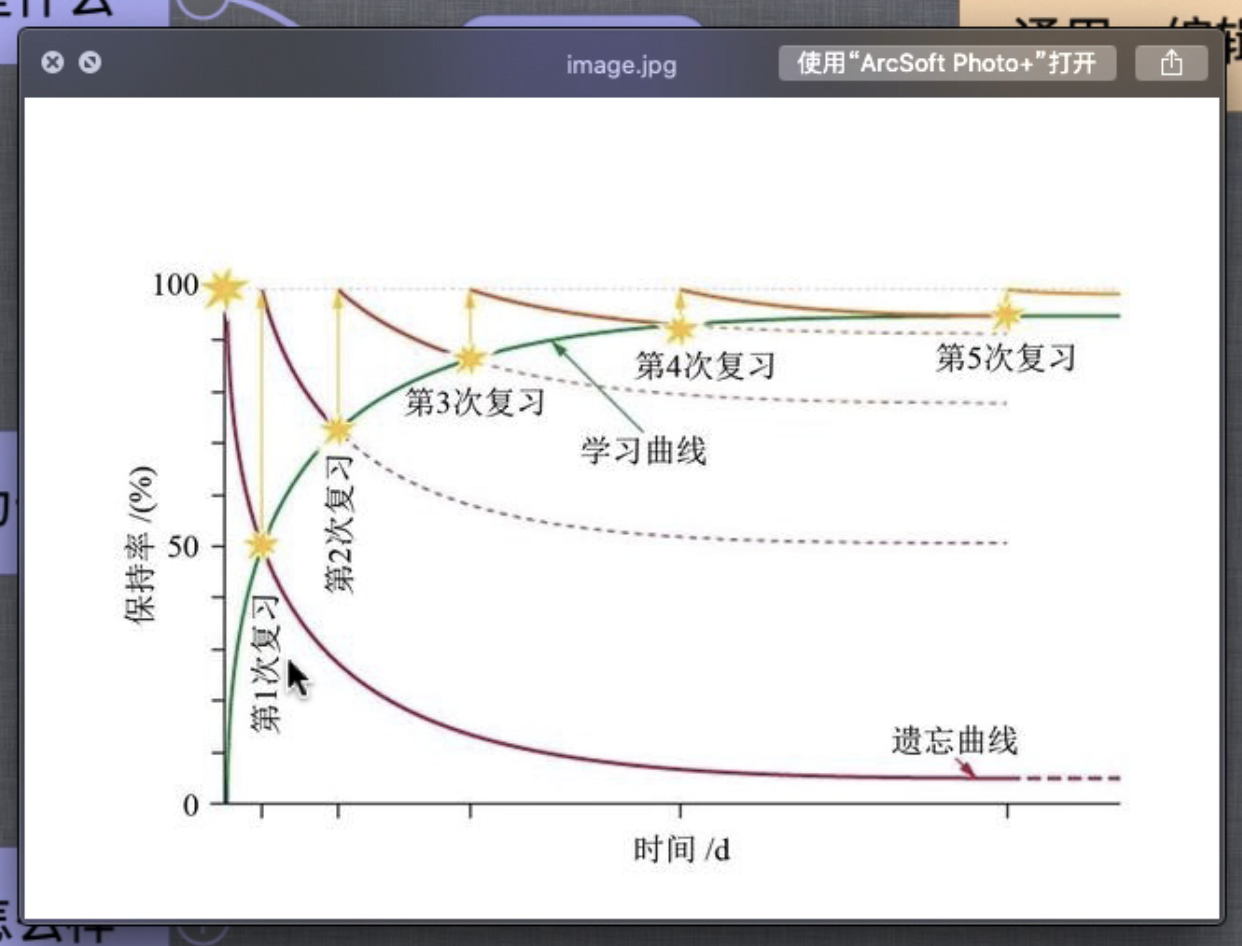 image.jpg
使用“ArcSoft Photo+”打开
100
50
0
保持率 /(%)
第1次复习
第2次复习
第3次复习
第4次复习
第5次复习
学习曲线
遗忘曲线
时间 /d